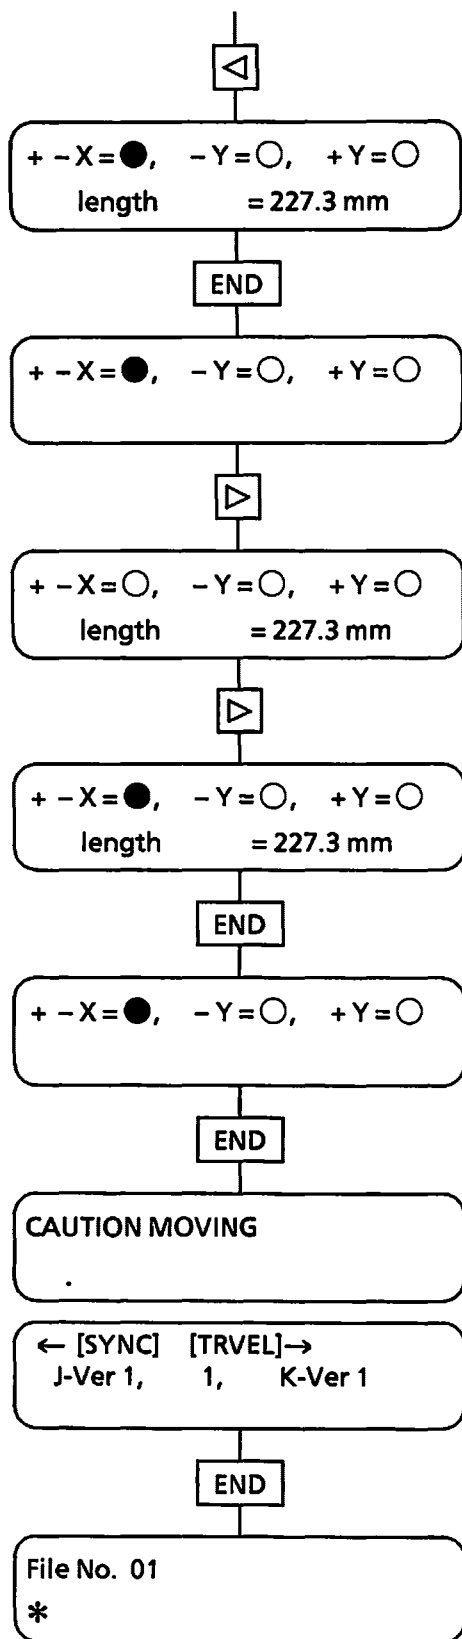 ◁
+ −X=●, −Y=○, +Y=○
length = 227.3 mm
END
+ −X=●, −Y=○, +Y=○
▷
+ −X=○, −Y=○, +Y=○
length = 227.3 mm
▷
+ −X=●, −Y=○, +Y=○
length = 227.3 mm
END
+ −X=●, −Y=○, +Y=○
END
CAUTION MOVING
.
← [SYNC] [TRVEL]→
J-Ver 1, 1, K-Ver 1
END
File No. 01
*